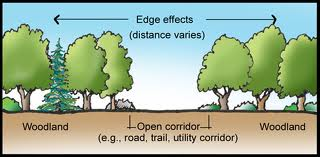 Edge effects
(distance varies)
Woodland
Open corridor
Woodland
(e.g., road, trail, utility corridor)